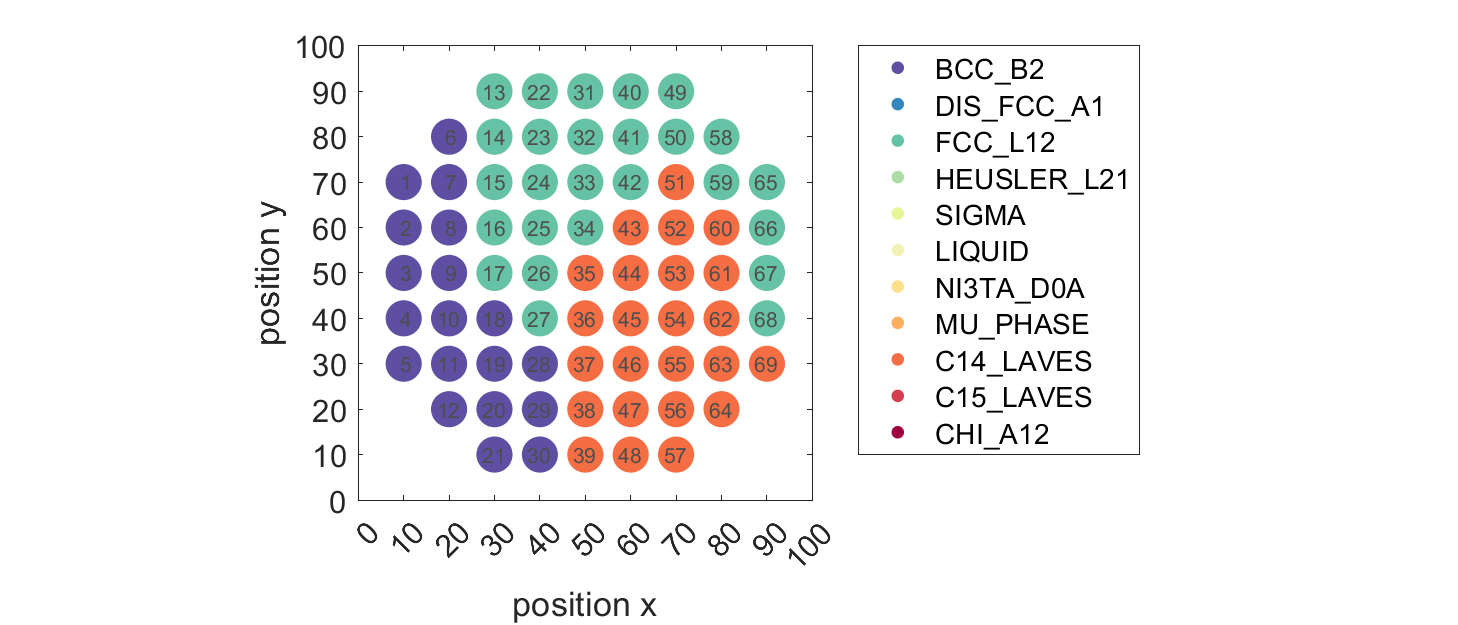 100
90
80
70
60
50
40
30
20
10
0
position y
13 22 31 40 49
6 14 23 32 41 50 58
1 7 15 24 33 42 51 59 65
2 8 16 25 34 43 52 60 66
3 9 17 26 35 44 53 61 67
4 10 18 27 36 45 54 62 68
5 11 19 28 37 46 55 63 69
12 20 29 38 47 56 64
21 30 39 48 57
0 10 20 30 40 50 60 70 80 90 100
position x
BCC_B2
DIS_FCC_A1
FCC_L12
HEUSLER_L21
SIGMA
LIQUID
NI3TA_D0A
MU_PHASE
C14_LAVES
C15_LAVES
CHI_A12